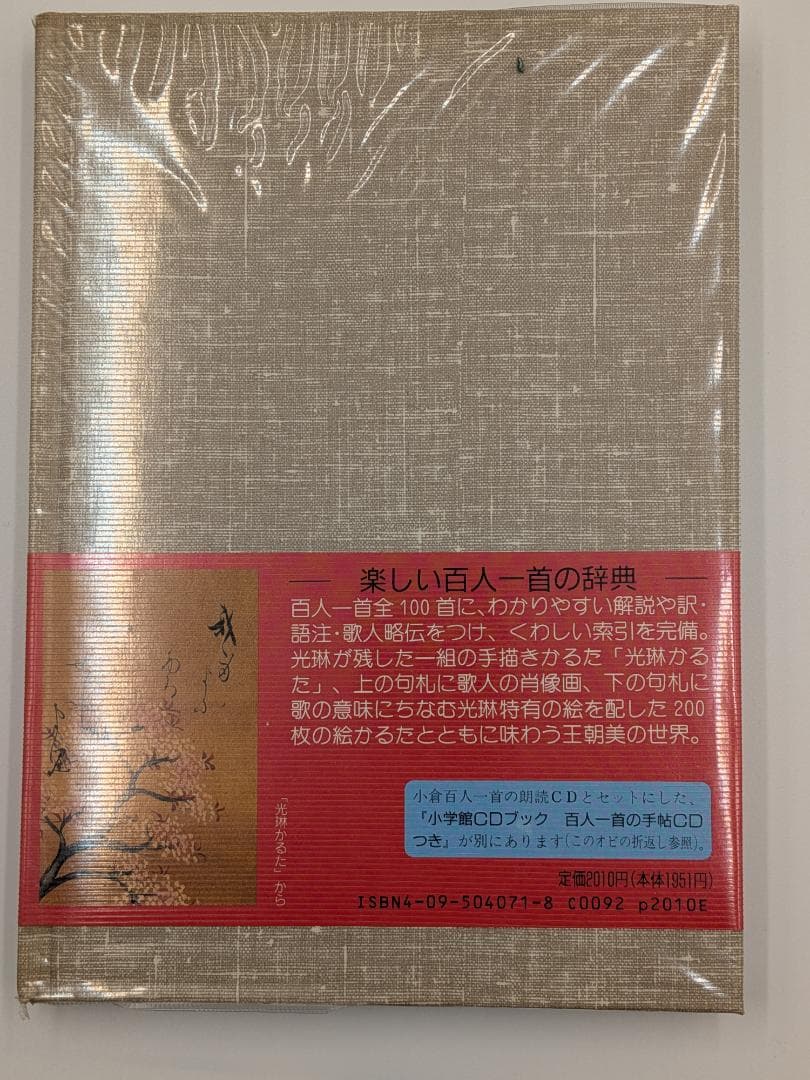 楽しい百人一首の辞典
百人一首全100首に、わかりやすい解説や訳・
語注・歌人略伝をつけ、くわしい索引を完備。
光琳が残した一組の手描きかるた「光琳かる
た」、上の句札に歌人の肖像画、下の句札に
歌の意味にちなむ光琳特有の絵を配した200
枚の絵かるたとともに味わう王朝美の世界。
「光琳かるた」から
小倉百人一首の朗読CDとセットにした、
『小学館CDブック 百人一首の手帖CD
つき』が別にあります(このオビの折返し参照)。
定価2010円(本体1951円)
ISBN4-09-504071-8 C0092 p2010E